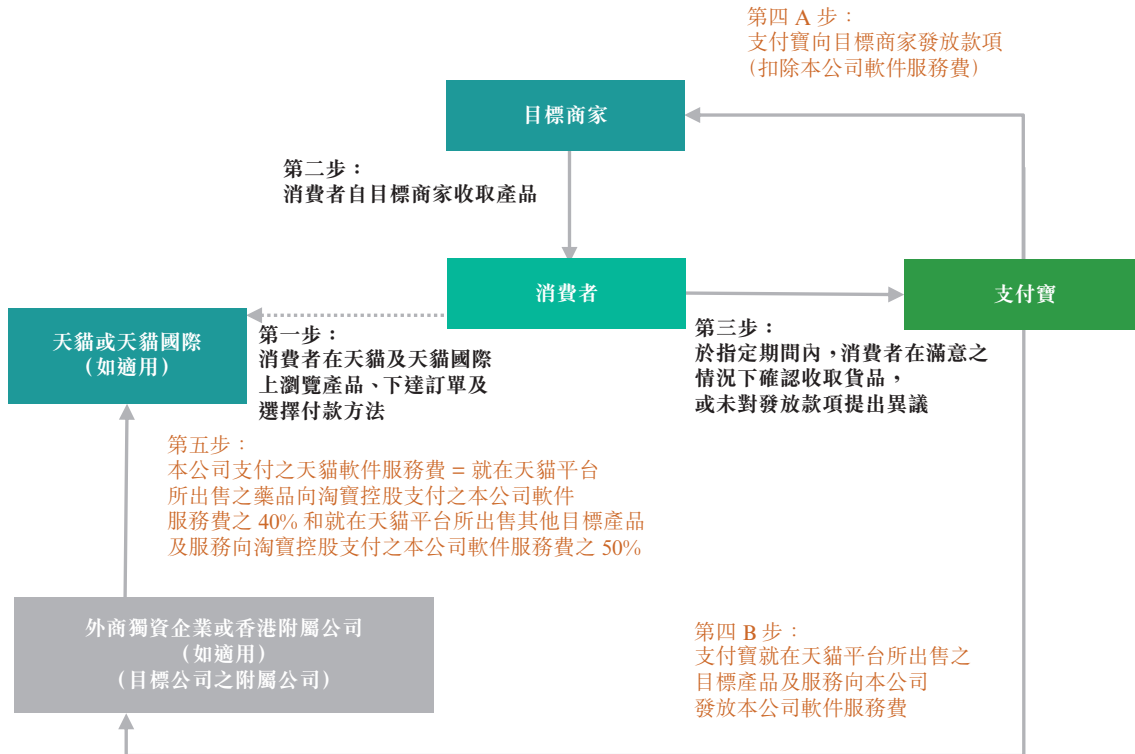 第四 A 步：
支付寶向目標商家發放款項
（扣除本公司軟件服務費）
目標商家
第二步：
消費者自目標商家收取產品
消費者
支付寶
天貓或天貓國際
（如適用）
第一步：
消費者在天貓及天貓國際
上瀏覽產品、下達訂單及
選擇付款方法
第三步：
於指定期間內，消費者在滿意之
情況下確認收取貨品，
或未對發放款項提出異議
第五步：
本公司支付之天貓軟件服務費 = 就在天貓平台
所出售之藥品向淘寶控股支付之本公司軟件
服務費之 40% 和就在天貓平台所出售其他目標產品
及服務向淘寶控股支付之本公司軟件服務費之 50%
外商獨資企業或香港附屬公司
（如適用）
（目標公司之附屬公司）
第四 B 步：
支付寶就在天貓平台所出售之
目標產品及服務向本公司
發放本公司軟件服務費